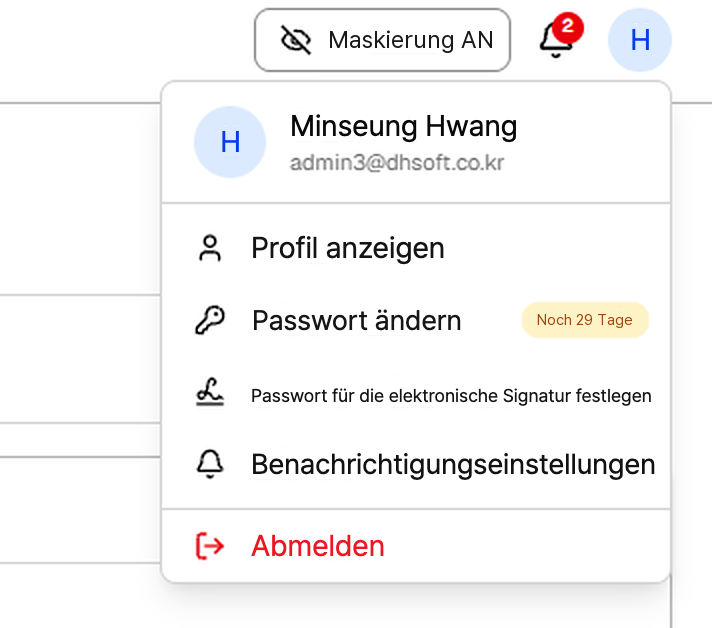 Maskierung AN
2
H
H
Minseung Hwang
admin3@dhsoft.co.kr
Profil anzeigen
Passwort ändern
Noch 29 Tage
Passwort für die elektronische Signatur festlegen
Benachrichtigungseinstellungen
Abmelden